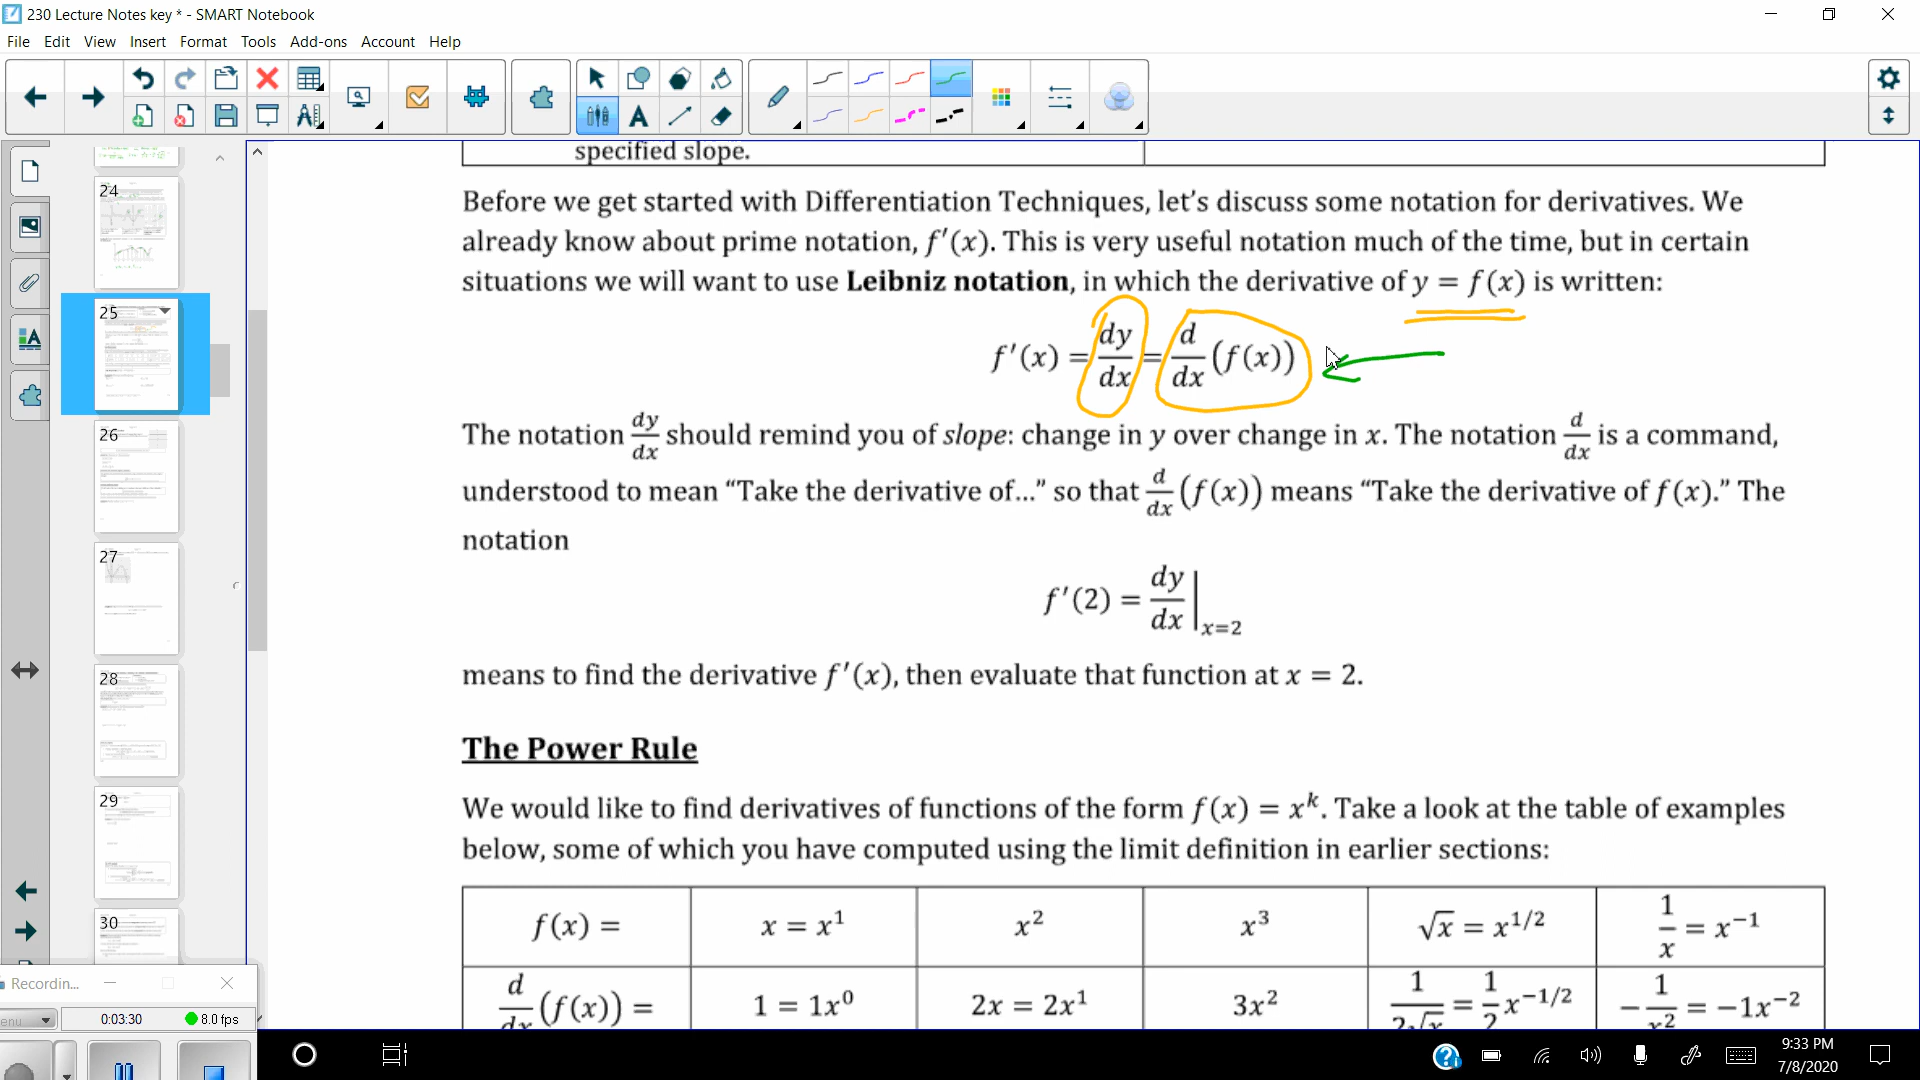 230 Lecture Notes key * - SMART Notebook
File Edit View Insert Format Tools Add-ons Account Help
specified slope.
Before we get started with Differentiation Techniques, let's discuss some notation for derivatives. We
already know about prime notation, f′(x). This is very useful notation much of the time, but in certain
situations we will want to use Leibniz notation, in which the derivative of y = f(x) is written:
f′(x) = dy/dx = d/dx (f(x))
The notation dy/dx should remind you of slope: change in y over change in x. The notation d/dx is a command,
understood to mean “Take the derivative of...” so that d/dx (f(x)) means “Take the derivative of f(x).” The
notation
f′(2) = dy/dx |x=2
means to find the derivative f′(x), then evaluate that function at x = 2.
The Power Rule
We would like to find derivatives of functions of the form f(x) = x^k. Take a look at the table of examples
below, some of which you have computed using the limit definition in earlier sections:
f(x) = x = x^1 x^2 x^3 √x = x^1/2 1/x = x^−1
d/dx (f(x)) = 1 = 1x^0 2x = 2x^1 3x^2 1/2√x = 1/2 x^−1/2 −1/x^2 = −1x^−2
24
25
26
27
28
29
30
Recordin...
0:03:30 8.0 fps
9:33 PM
7/8/2020